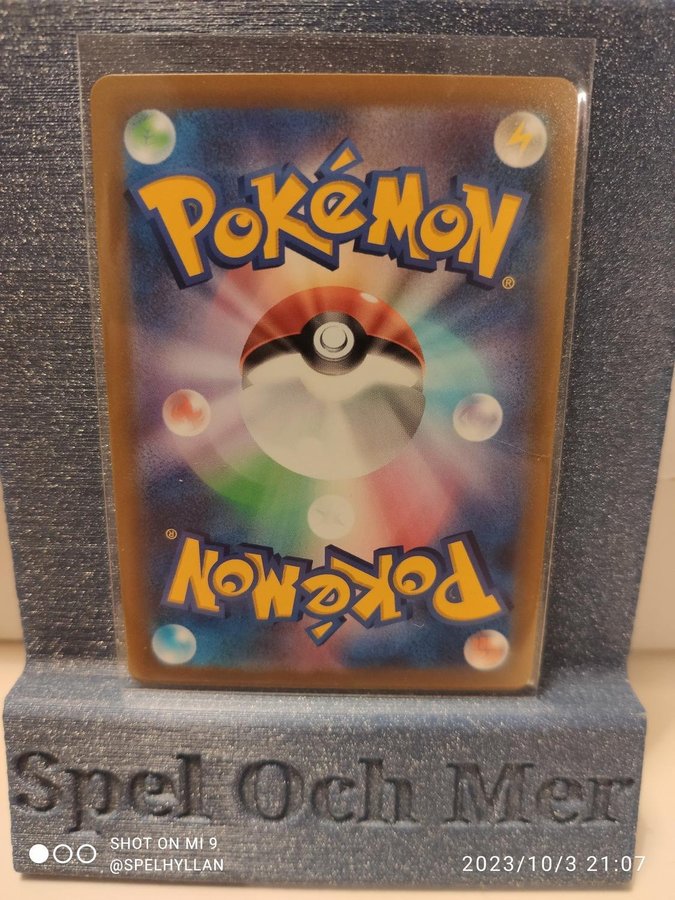 POKéMON
®
®
POKéMON
Spel Och Mer
SHOT ON MI 9
@SPELHYLLAN
2023/10/3 21:07